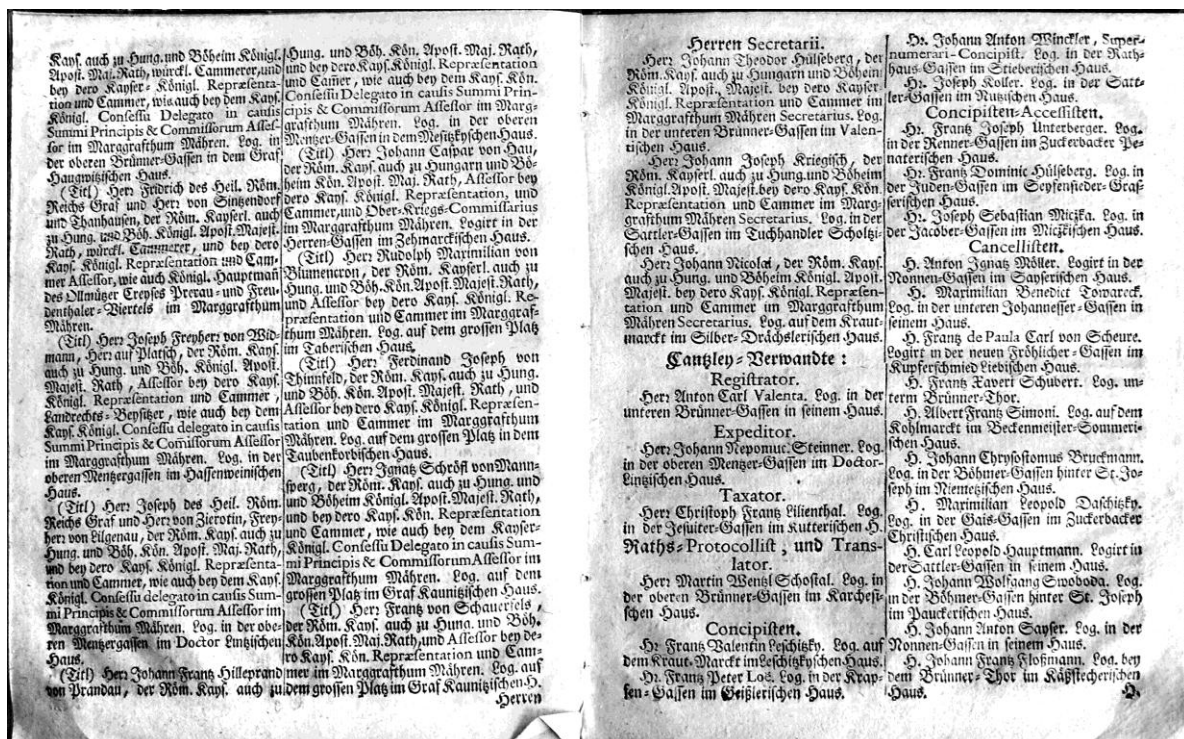 Kays. auch zu Hung. und Böheim Königl.
Apost. Maj. Rath, würckl. Cammerer, und
bey dero Kayser- Königl. Repræsenta-
tion und Cammer, wie auch bey dem Kays.
Königl. Consessu Delegato in causis
Summi Principis & Commissorum Asses-
sor im Marggrafthum Mähren. Log. in
der oberen Brünner-Gassen in dem Graf
Haugwitzischen Haus.
(Titl) Herr Fridrich des Heil. Röm.
Reichs Graf und Herr von Sintzendorf
und Thanhausen, der Röm. Kayserl. auch
zu Hung. und Böh. Königl. Apost. Majest.
Rath, würckl. Cammerer, und bey dero
Kays. Königl. Repræsentation und Cam-
mer Assessor, wie auch Königl. Hauptmañ
des Ollmützer Creyses Prerau- und Freu-
denthaler-Viertels im Marggrafthum
Mähren.
(Titl) Herr Joseph Freyherr von Wid-
mann, Herr auf Platsch, der Röm. Kays.
auch zu Hung. und Böh. Königl. Apost.
Majest. Rath, Assessor bey dero Kays.
Königl. Repræsentation und Cammer,
Landrechts-Beysitzer, wie auch bey dem
Kays. Königl. Consessu delegato in causis
Summi Principis & Com̃issorum Assessor
im Marggrafthum Mähren. Log. in der
oberen Mentzergassen im Hassenweinischen
Haus.
(Titl) Herr Joseph des Heil. Röm.
Reichs Graf und Herr von Zierotin, Frey-
herr von Lilgenau, der Röm. Kays. auch zu
Hung. und Böh. Kön. Apost. Maj. Rath,
und bey dero Kays. Königl. Repræsenta-
tion und Cammer, wie auch bey dem Kays.
Königl. Consessu delegato in causis Sum-
mi Principis & Commissorum Assessor im
Marggrafthum Mähren. Log. in der obe-
ren Mentzergassen im Doctor Lintzischen
Haus.
(Titl) Herr Johann Frantz Hilleprand
von Prandau, der Röm. Kays. auch zu
Hung. und Böh. Kön. Apost. Maj. Rath,
und bey dero Kays. Königl. Repræsentation
und Cam̃er, wie auch bey dem Kays. Kön.
Consessu Delegato in causis Summi Prin-
cipis & Commissorum Assessor im Marg-
grafthum Mähren. Log. in der oberen
Mentzer-Gassen in dem Mesitzkyschen Haus.
(Titl) Herr Johann Caspar von Hau,
der Röm. Kays. auch zu Hungarn und Bö-
heim Kön. Apost. Maj. Rath, Assessor bey
dero Kays. Königl. Repræsentation, und
Cammer, und Ober-Kriegs-Commissarius
im Marggrafthum Mähren. Logirt in der
Herren-Gassen im Zehmarckischen Haus.
(Titl) Herr Rudolph Maximilian von
Blumencron, der Röm. Kayserl. auch zu
Hung. und Böh. Kön. Apost. Majest. Rath,
und Assessor bey dero Kays. Königl. Re-
præsentation und Cammer im Marggraf-
thum Mähren. Log. auf dem grossen Platz
im Taberischen Haus.
(Titl) Herr Ferdinand Joseph von
Thinnfeld, der Röm. Kays. auch zu Hung.
und Böh. Kön. Apost. Majest. Rath, und
Assessor bey dero Kays. Königl. Repræsen-
tation und Cammer im Marggrafthum
Mähren. Log. auf dem grossen Platz in dem
Taubenkorbischen Haus.
(Titl) Herr Ignatz Schröfl von Mann-
sperg, der Röm. Kays. auch zu Hung. und
und Böheim Königl. Apost. Majest. Rath,
und bey dero Kays. Kön. Repræsentation
und Cammer, wie auch bey dem Kayser-
Königl. Consessu Delegato in causis Sum-
mi Principis & Commissorum Assessor im
Marggrafthum Mähren. Log. auf dem
grossen Platz im Graf Kaunitzischen Haus.
(Titl) Herr Frantz von Schauerfels,
der Röm. Kays. auch zu Hung. und Böh.
Kön. Apost. Maj. Rath, und Assessor bey de-
ro Kays. Kön. Repræsentation und Cam-
mer im Marggrafthum Mähren. Log. auf
dem grossen Platz im Graf Kaunitzischen H.
Herren
Herren Secretarii.
Herr Johann Theodor Hülseberg, der
Röm. Kays. auch zu Hungarn und Böheim
Königl. Apost. Majest. bey dero Kayser
Königl. Repræsentation und Cammer im
Marggrafthum Mähren Secretarius. Log.
in der unteren Brünner-Gassen im Valen-
tischen Haus.
Herr Johann Joseph Kriegisch, der
Röm. Kayserl. auch zu Hung. und Böheim
Königl. Apost. Majest. bey dero Kays. Kön.
Repræsentation und Cammer im Marg-
grafthum Mähren Secretarius. Log. in der
Sattler-Gassen im Tuchhandler Scholtzi-
schen Haus.
Herr Johann Nicolai, der Röm. Kays.
auch zu Hung. und Böheim Königl. Apost.
Majest. bey dero Kays. Königl. Repræsen-
tation und Cammer im Marggrafthum
Mähren Secretarius. Log. auf dem Kraut-
marckt im Silber-Drächslerischen Haus.
Cantzley-Verwandte:
Registrator.
Herr Anton Carl Valenta. Log. in der
unteren Brünner-Gassen in seinem Haus.
Expeditor.
Herr Johann Nepomuc. Steinner. Log.
in der oberen Mentzer-Gassen im Doctor-
Lintzischen Haus.
Taxator.
Herr Christoph Frantz Lilienthal. Log.
in der Jesuiter-Gassen im Kutterischen H.
Raths-Protocollist, und Trans-
lator.
Herr Martin Wentzl Schostal. Log. in
der oberen Brünner-Gassen im Karchesi-
schen Haus.
Concipisten.
Hr. Frantz Valentin Leschitzky. Log. auf
dem Kraut-Marckt im Leschitzkyschen Haus.
Hr. Frantz Peter Loë. Log. in der Krap-
fen-Gassen im Geißlerischen Haus.
Hr. Johann Anton Winckler, Super-
numerari-Concipist. Log. in der Rath-
haus-Gassen im Stieberischen Haus.
Hr. Joseph Koller. Log. in der Satt-
ler-Gassen im Nutzischen Haus.
Concipisten-Accessisten.
Hr. Frantz Joseph Unterberger. Log.
in der Renner-Gassen im Zuckerbacker Pe-
naterischen Haus.
Hr. Frantz Dominic Hülseberg. Log. in
der Juden-Gassen im Seyfensieder-Graß-
serischen Haus.
Hr. Joseph Sebastian Miczka. Log. in
der Jacober-Gassen im Miczkischen Haus.
Cancellisten.
H. Anton Ignatz Möller. Logirt in der
Nonnen-Gassen im Sayserischen Haus.
H. Maximilian Benedict Towareck.
Log. in der unteren Johannesser-Gassen in
seinem Haus.
H. Frantz de Paula Carl von Scheure.
Logirt in der neuen Fröhlicher-Gassen im
Kupferschmied Liebischen Haus.
H. Frantz Xaveri Schubert. Log. un-
term Brünner-Thor.
H. Albert Frantz Simoni. Log. auf dem
Kohlmarckt im Beckenmeister-Sommeri-
schen Haus.
H. Johann Chrysostomus Bruckmann.
Log. in der Böhmer-Gassen hinter St. Jo-
seph im Niemetzischen Haus.
H. Maximilian Leopold Daschitzky.
Log. in der Gais-Gassen im Zuckerbacker
Christischen Haus.
H. Carl Leopold Hauptmann. Logirt in
der Sattler-Gassen in seinem Haus.
H. Johann Wolfgang Swoboda. Log.
in der Böhmer-Gassen hinter St. Joseph
im Pauckerischen Haus.
H. Johann Anton Sayser. Log. in der
Nonnen-Gassen in seinem Haus.
H. Johann Frantz Floßmann. Log. bey
dem Brünner-Thor im Käßstecherischen
Haus.
H.